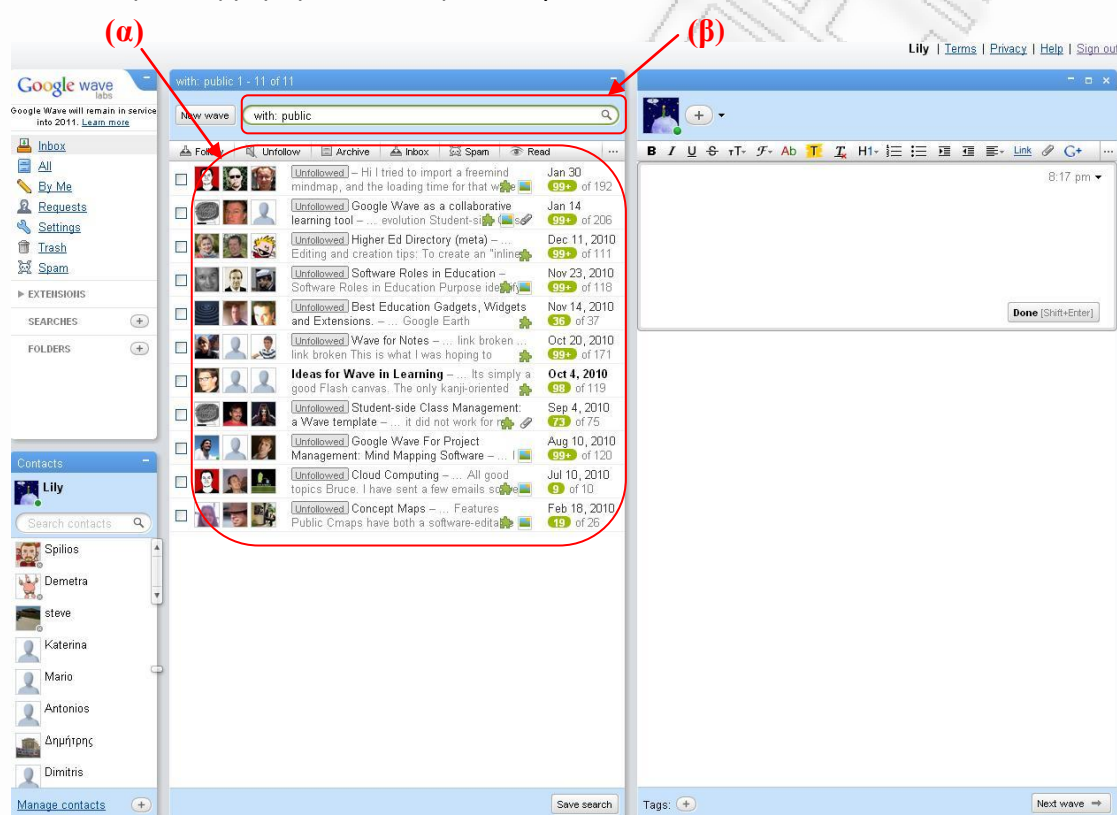 (α)
(β)
Lily | Terms | Privacy | Help | Sign out
Google wave
labs
Google Wave will remain in service
into 2011. Learn more
Inbox
All
By Me
Requests
Settings
Trash
Spam
EXTENSIONS
SEARCHES
FOLDERS
Contacts
Lily
Search contacts
Spilios
Demetra
steve
Katerina
Mario
Antonios
Δημήτρης
Dimitris
Manage contacts
with: public 1 - 11 of 11
New wave
with: public
Follow Unfollow Archive Inbox Spam Read ...
Unfollowed – Hi I tried to import a freemind Jan 30
mindmap, and the loading time for that 99+ of 192
Unfollowed Google Wave as a collaborative Jan 14
learning tool – ... evolution 99+ of 206
Unfollowed Higher Ed Directory (meta) – ... Dec 11, 2010
Editing and creation tips: To create an "inline 99+ of 111
Unfollowed Software Roles in Education – Nov 23, 2010
Software Roles in Education Purpose 99+ of 118
Unfollowed Best Education Gadgets, Widgets Nov 14, 2010
and Extensions. – ... Google Earth 36 of 37
Unfollowed Wave for Notes – ... link broken ... Oct 20, 2010
link broken This is what I was hoping to 99+ of 171
Ideas for Wave in Learning – ... Its simply a Oct 4, 2010
good Flash canvas. The only kanji-oriented 98 of 119
Unfollowed Student-side Class Management: Sep 4, 2010
a Wave template – ... it did not work for 73 of 75
Unfollowed Google Wave For Project Aug 10, 2010
Management: Mind Mapping Software – ... I 99+ of 120
Unfollowed Cloud Computing – ... All good Jul 10, 2010
topics Bruce. I have sent a few emails 9 of 10
Unfollowed Concept Maps – ... Features Feb 18, 2010
Public Cmaps have both a 19 of 26
Save search
B I U S тT F Ab T T H1 Link G+ ...
8:17 pm
Done [Shift+Enter]
Tags:
Next wave